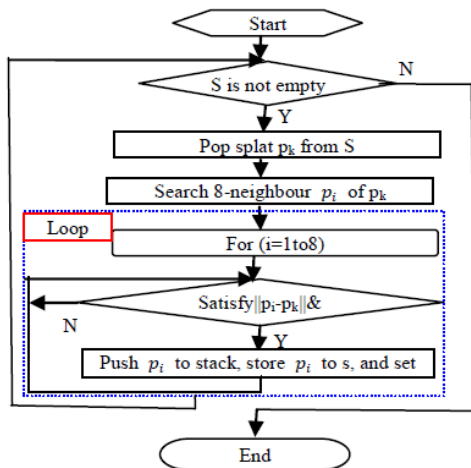 Start
S is not empty
N
Y
Pop splat pₖ from S
Search 8-neighbour pᵢ of pₖ
Loop
For (i=1to8)
Satisfy||pᵢ-pₖ||&
N
Y
Push pᵢ to stack, store pᵢ to s, and set
End